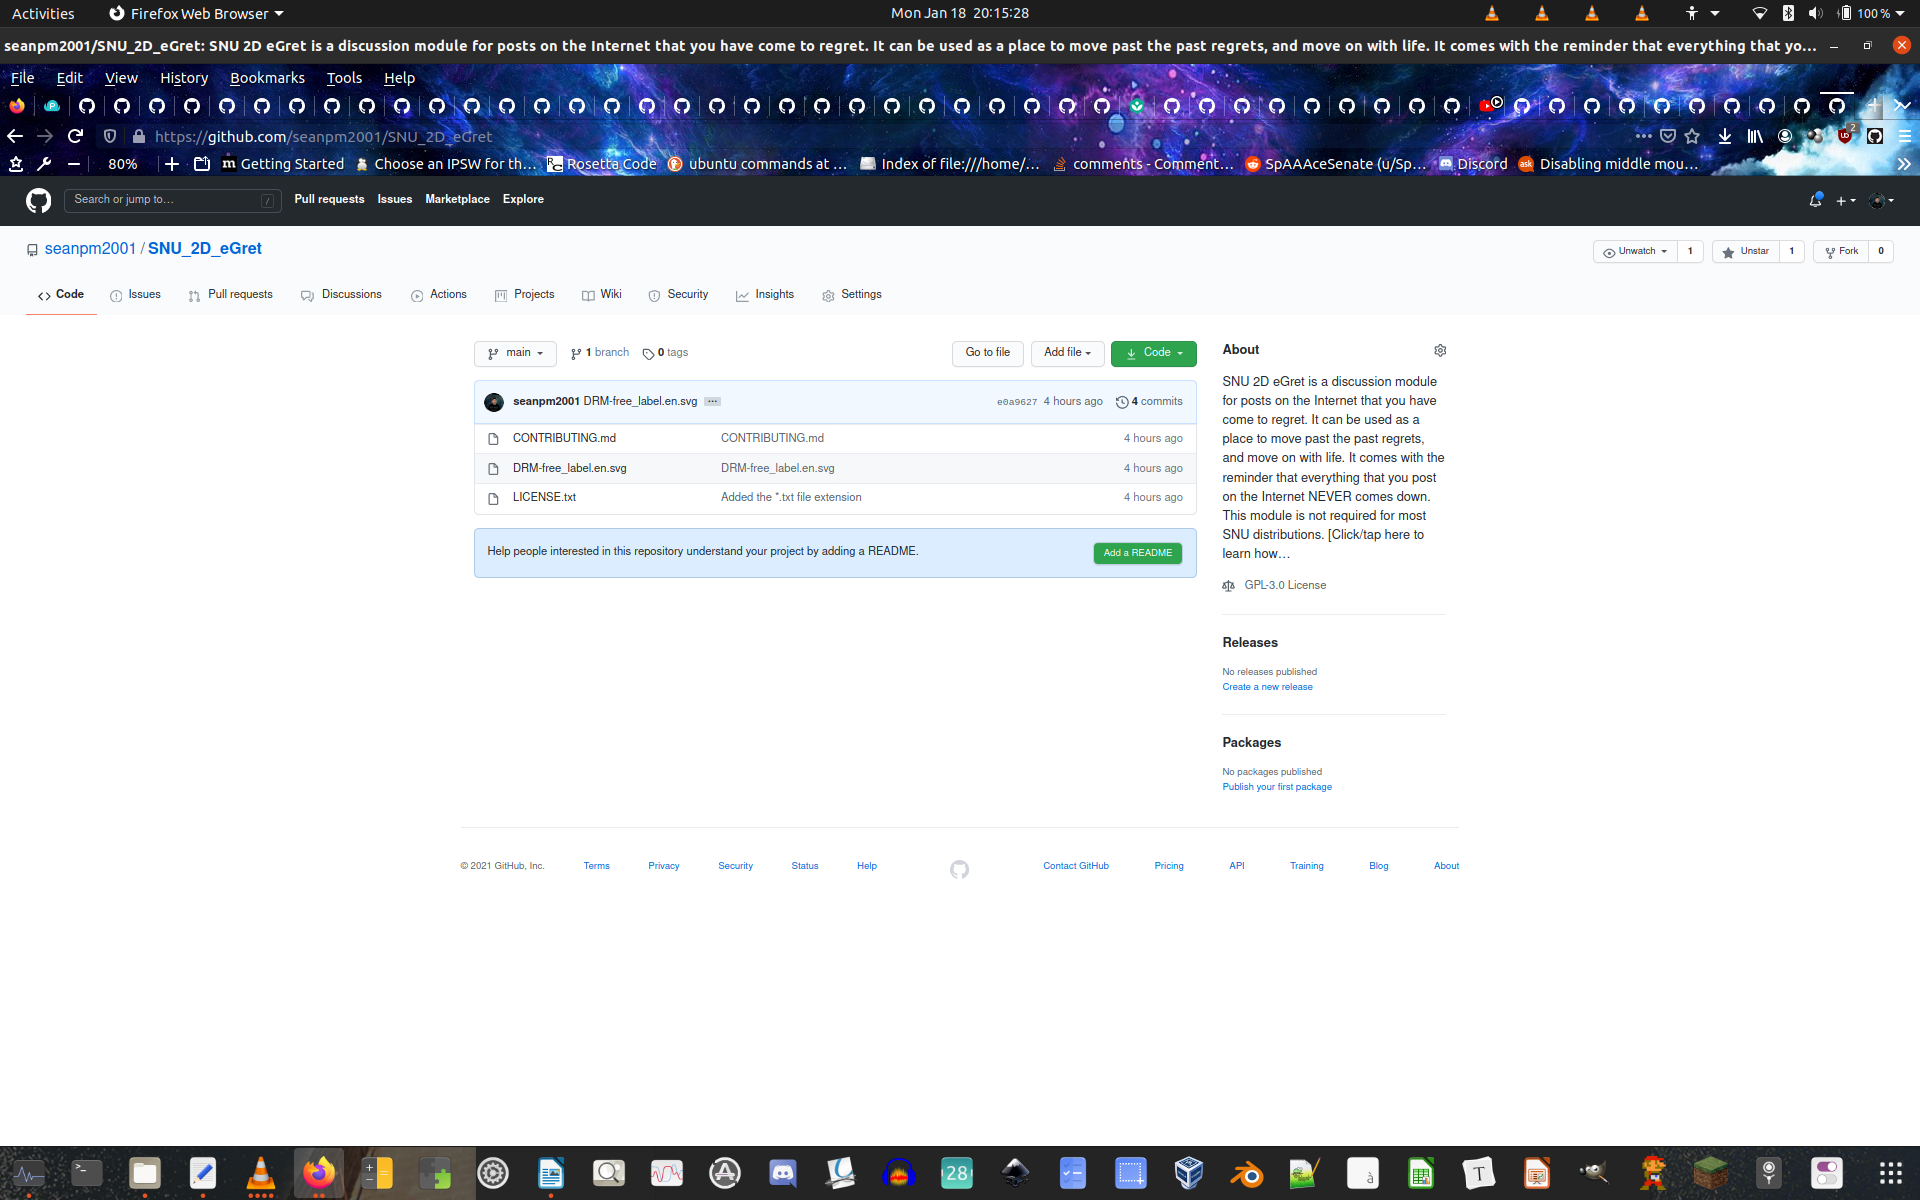 Activities
Firefox Web Browser
Mon Jan 18 20:15:28
100 %
seanpm2001/SNU_2D_eGret: SNU 2D eGret is a discussion module for posts on the Internet that you have come to regret. It can be used as a place to move past the past regrets, and move on with life. It comes with the reminder that everything that yo…
File Edit View History Bookmarks Tools Help
https://github.com/seanpm2001/SNU_2D_eGret
2
80%
Getting Started
Choose an IPSW for th…
Rosetta Code
ubuntu commands at …
Index of file:///home/…
comments - Comment…
SpAAAceSenate (u/Sp…
Discord
Disabling middle mou…
Search or jump to…
/
Pull requests Issues Marketplace Explore
seanpm2001 / SNU_2D_eGret
Unwatch 1
Unstar 1
Fork 0
Code Issues Pull requests Discussions Actions Projects Wiki Security Insights Settings
main
1 branch
0 tags
Go to file
Add file
Code
seanpm2001 DRM-free_label.en.svg
e0a9627 4 hours ago
4 commits
CONTRIBUTING.md CONTRIBUTING.md 4 hours ago
DRM-free_label.en.svg DRM-free_label.en.svg 4 hours ago
LICENSE.txt Added the *.txt file extension 4 hours ago
Help people interested in this repository understand your project by adding a README.
Add a README
About
SNU 2D eGret is a discussion module
for posts on the Internet that you have
come to regret. It can be used as a
place to move past the past regrets,
and move on with life. It comes with the
reminder that everything that you post
on the Internet NEVER comes down.
This module is not required for most
SNU distributions. [Click/tap here to
learn how…
GPL-3.0 License
Releases
No releases published
Create a new release
Packages
No packages published
Publish your first package
© 2021 GitHub, Inc. Terms Privacy Security Status Help Contact GitHub Pricing API Training Blog About
28